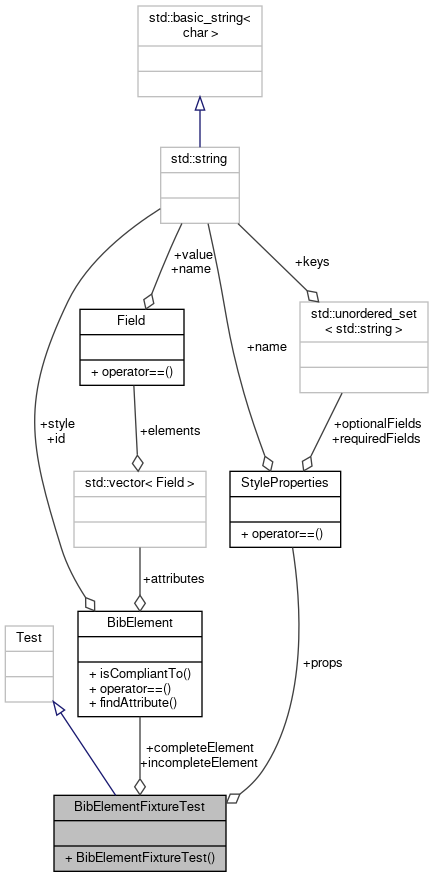 std::basic_string<
char >
std::string
+value
+name
+keys
Field
+ operator==()
std::unordered_set
< std::string >
+name
+style
+id
+elements
+optionalFields
+requiredFields
std::vector< Field >
StyleProperties
+ operator==()
+attributes
BibElement
+ isCompliantTo()
+ operator==()
+ findAttribute()
Test
+props
+completeElement
+incompleteElement
BibElementFixtureTest
+ BibElementFixtureTest()